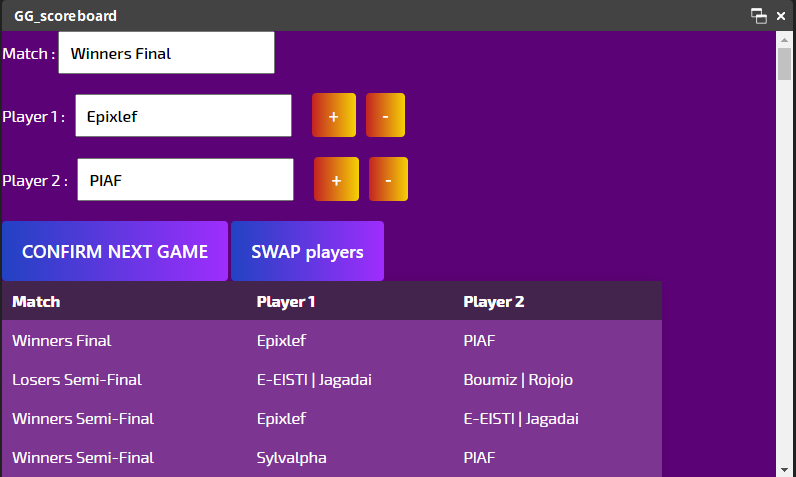 GG_scoreboard
Match : Winners Final
Player 1 : Epixlef + -
Player 2 : PIAF + -
CONFIRM NEXT GAME SWAP players
Match Player 1 Player 2
Winners Final Epixlef PIAF
Losers Semi-Final E-EISTI | Jagadai Boumiz | Rojojo
Winners Semi-Final Epixlef E-EISTI | Jagadai
Winners Semi-Final Sylvalpha PIAF